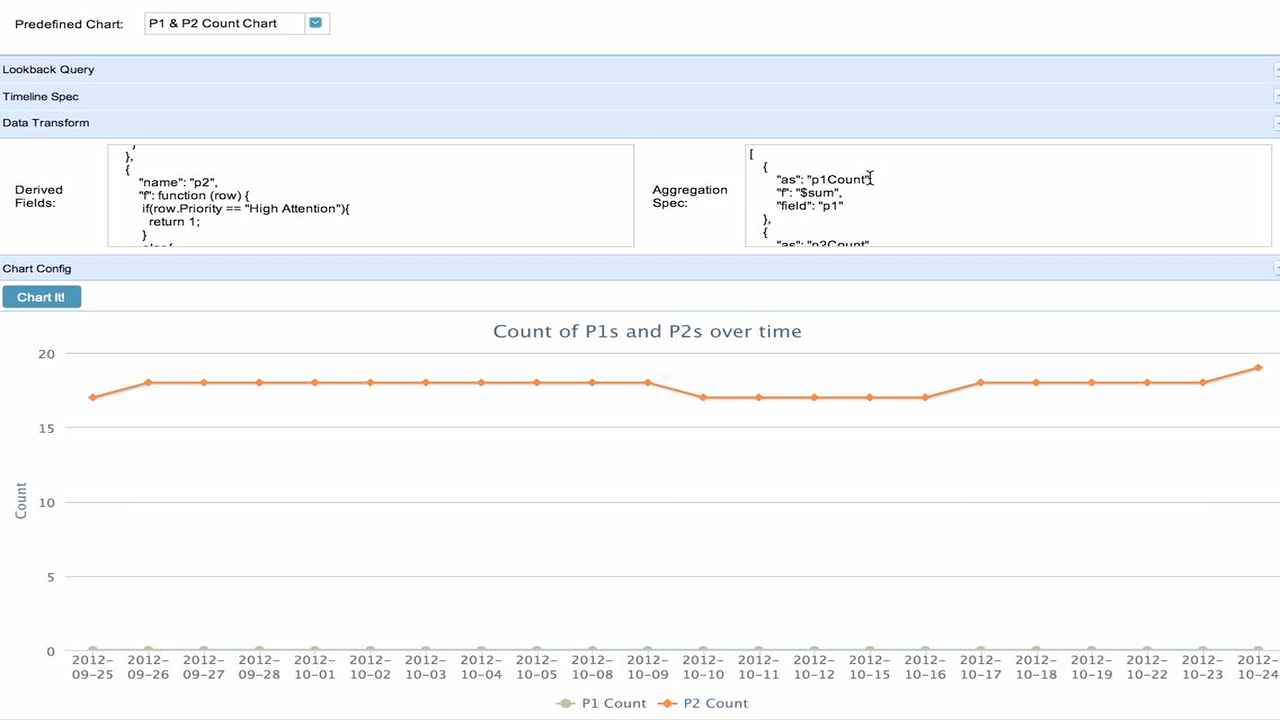 Predefined Chart: P1 & P2 Count Chart
Lookback Query
Timeline Spec
Data Transform
Derived
Fields:
},
{
"name": "p2",
"f": function (row) {
if(row.Priority == "High Attention"){
return 1;
}
else{
Aggregation
Spec:
[
{
"as": "p1Count",
"f": "$sum",
"field": "p1"
},
{
"as": "p2Count"
Chart Config
Chart It!
Count of P1s and P2s over time
20
15
10
5
0
Count
2012-09-25 2012-09-26 2012-09-27 2012-09-28 2012-10-01 2012-10-02 2012-10-03 2012-10-04 2012-10-05 2012-10-08 2012-10-09 2012-10-10 2012-10-11 2012-10-12 2012-10-15 2012-10-16 2012-10-17 2012-10-18 2012-10-19 2012-10-22 2012-10-23 2012-10-24
P1 Count P2 Count